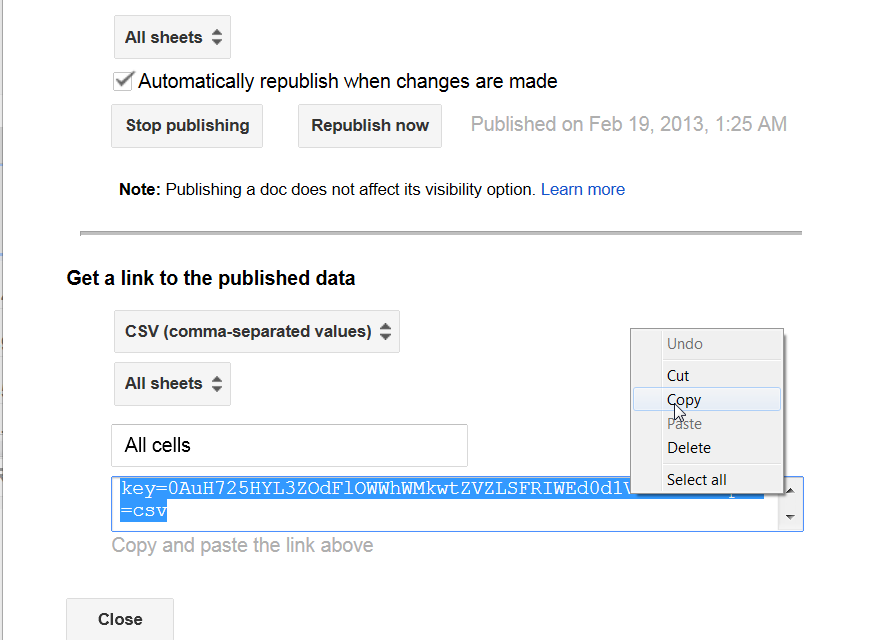 All sheets
Automatically republish when changes are made
Stop publishing
Republish now
Published on Feb 19, 2013, 1:25 AM
Note: Publishing a doc does not affect its visibility option. Learn more
Get a link to the published data
CSV (comma-separated values)
All sheets
All cells
key=0AuH725HYL3ZOdFlOWWhWMkwtZVZLSFRIWEd0dlV
=csv
Copy and paste the link above
Close
Undo
Cut
Copy
Paste
Delete
Select all